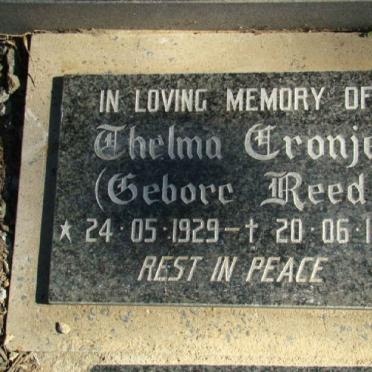 IN LOVING MEMORY OF
Thelma Cronje
(Gebore Reed
★ 24·05·1929 – † 20·06·1
REST IN PEACE